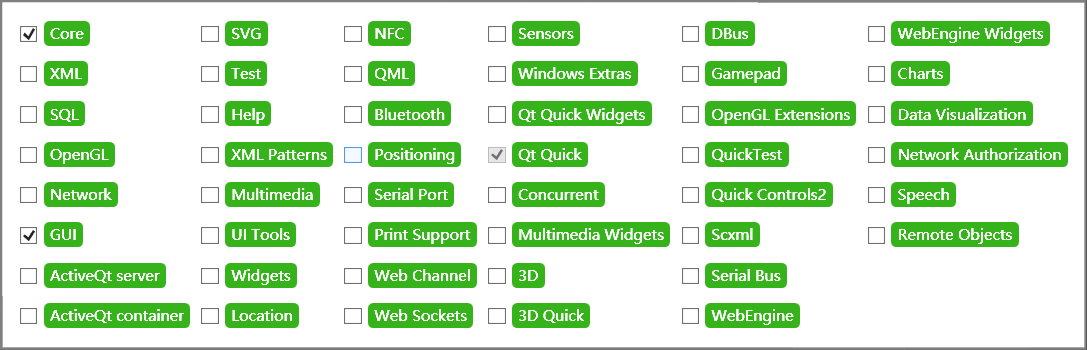 Core SVG NFC Sensors DBus WebEngine Widgets
XML Test QML Windows Extras Gamepad Charts
SQL Help Bluetooth Qt Quick Widgets OpenGL Extensions Data Visualization
OpenGL XML Patterns Positioning Qt Quick QuickTest Network Authorization
Network Multimedia Serial Port Concurrent Quick Controls2 Speech
GUI UI Tools Print Support Multimedia Widgets Scxml Remote Objects
ActiveQt server Widgets Web Channel 3D Serial Bus
ActiveQt container Location Web Sockets 3D Quick WebEngine